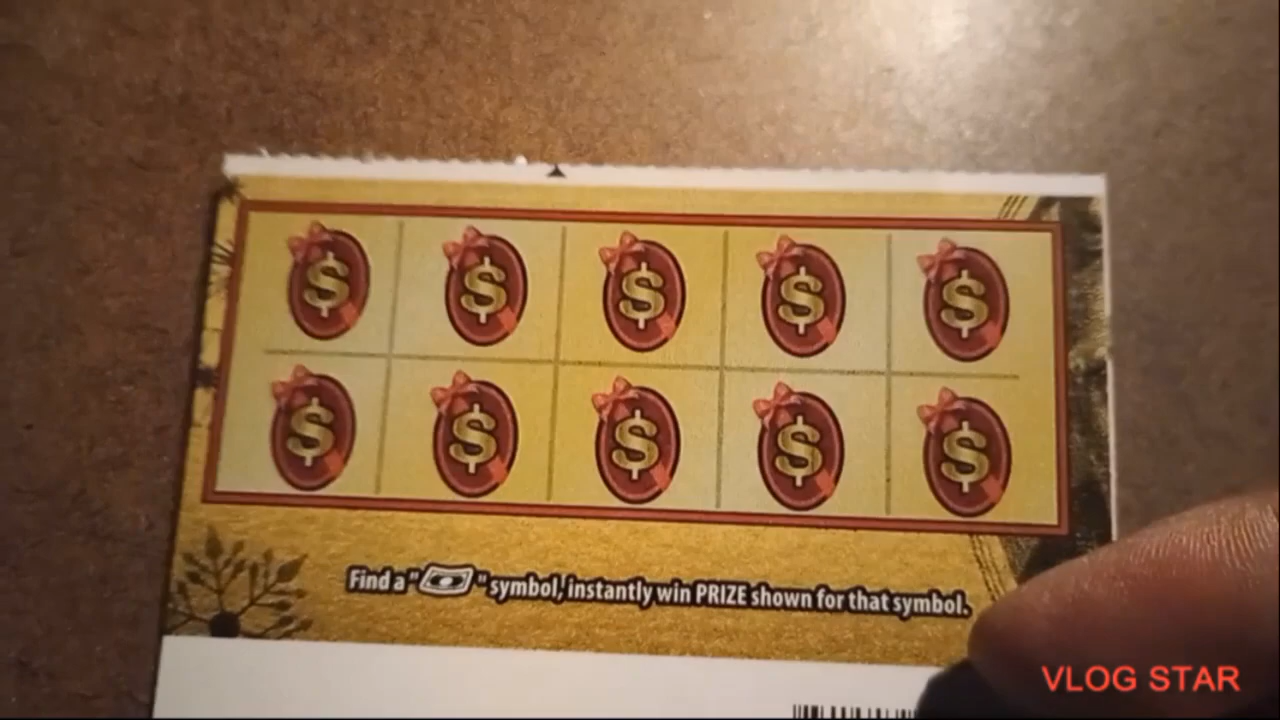 $ $ $ $ $
$ $ $ $ $
Find a " " symbol, instantly win PRIZE shown for that symbol.
VLOG STAR